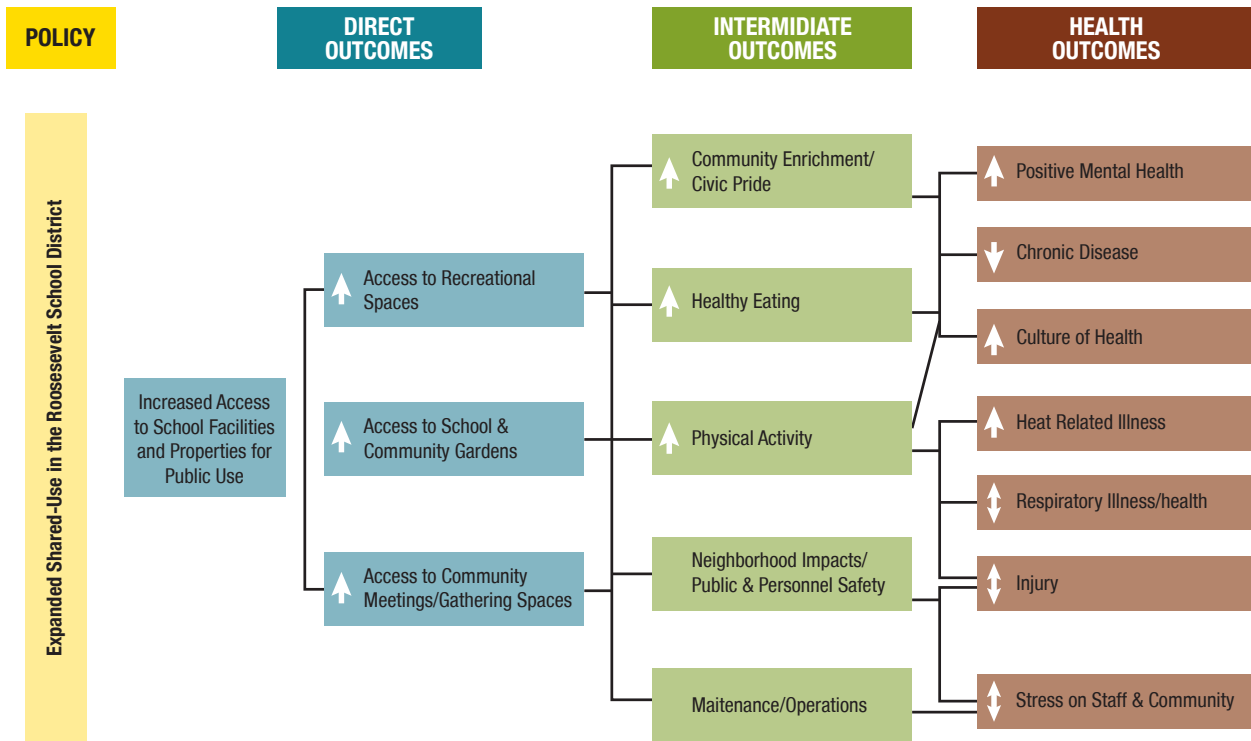 POLICY
DIRECT
OUTCOMES
INTERMIDIATE
OUTCOMES
HEALTH
OUTCOMES
Expanded Shared-Use in the Roosesevelt School District
Increased Access
to School Facilities
and Properties for
Public Use
Access to Recreational
Spaces
Access to School &
Community Gardens
Access to Community
Meetings/Gathering Spaces
Community Enrichment/
Civic Pride
Healthy Eating
Physical Activity
Neighborhood Impacts/
Public & Personnel Safety
Maitenance/Operations
Positive Mental Health
Chronic Disease
Culture of Health
Heat Related Illness
Respiratory Illness/health
Injury
Stress on Staff & Community